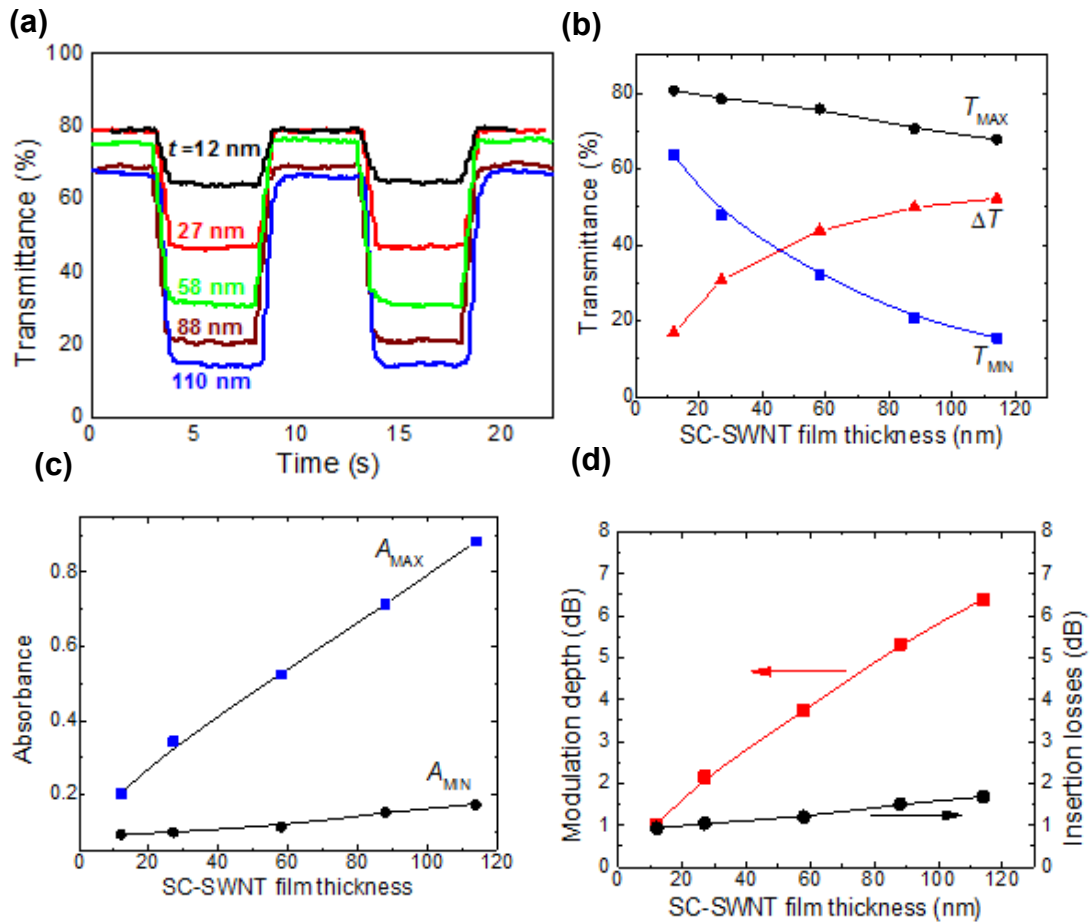 (a)
100
80
60
40
20
0
Transmittance (%)
t =12 nm
27 nm
58 nm
88 nm
110 nm
0 5 10 15 20
Time (s)
(b)
80
60
40
20
0
Transmittance (%)
TMAX
ΔT
TMIN
0 20 40 60 80 100 120
SC-SWNT film thickness (nm)
(c)
0.8
0.6
0.4
0.2
Absorbance
AMAX
AMIN
0 20 40 60 80 100 120
SC-SWNT film thickness
(d)
8
7
6
5
4
3
2
1
0
Modulation depth (dB)
8
7
6
5
4
3
2
1
0
Insertion losses (dB)
0 20 40 60 80 100 120
SC-SWNT film thickness (nm)